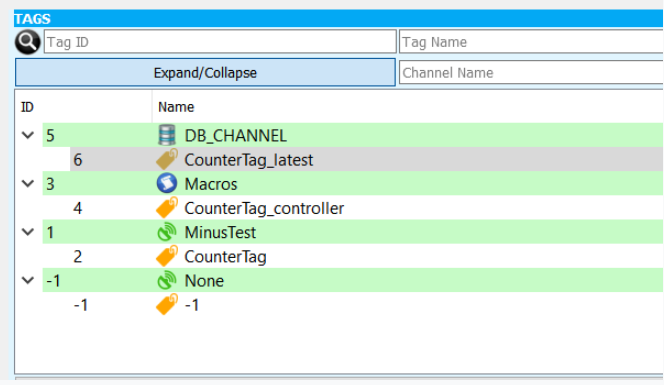 TAGS
Tag ID Tag Name
Expand/Collapse Channel Name
ID Name
5 DB_CHANNEL
6 CounterTag_latest
3 Macros
4 CounterTag_controller
1 MinusTest
2 CounterTag
-1 None
-1 -1